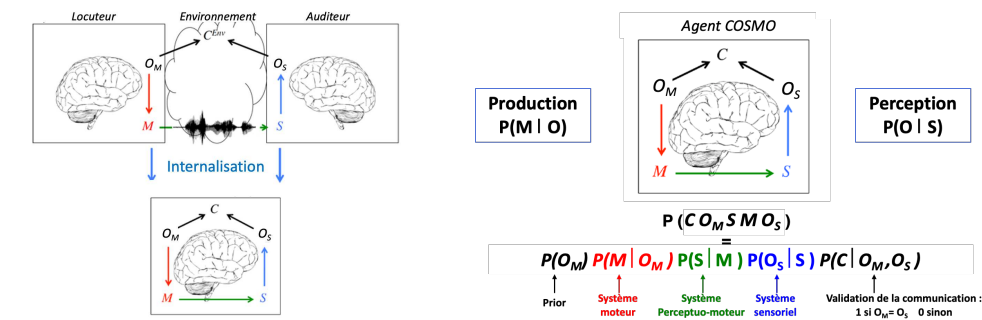 Locuteur
Environnement
Auditeur
C^Env
O_M
O_S
M
S
Internalisation
C
O_M
O_S
M
S
Agent COSMO
C
O_M
O_S
M
S
Production
P(M | O)
Perception
P(O | S)
P (C O_M S M O_S)
=
P(O_M) P(M | O_M) P(S | M) P(O_S | S) P(C | O_M,O_S)
Prior
Système
moteur
Système
Perceptuo-moteur
Système
sensoriel
Validation de la communication :
1 si O_M= O_S 0 sinon